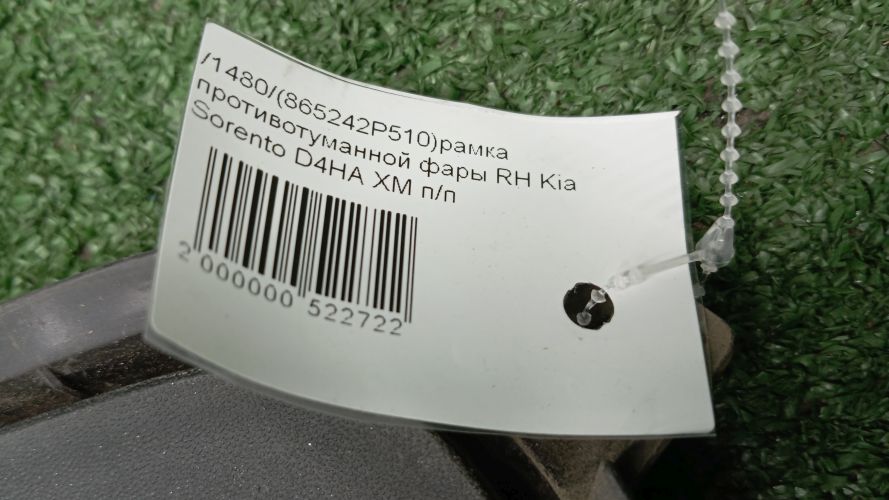 /1480/(865242P510)рамка
противотуманной фары RH Kia
Sorento D4HA XM п/п
2 000000 522722